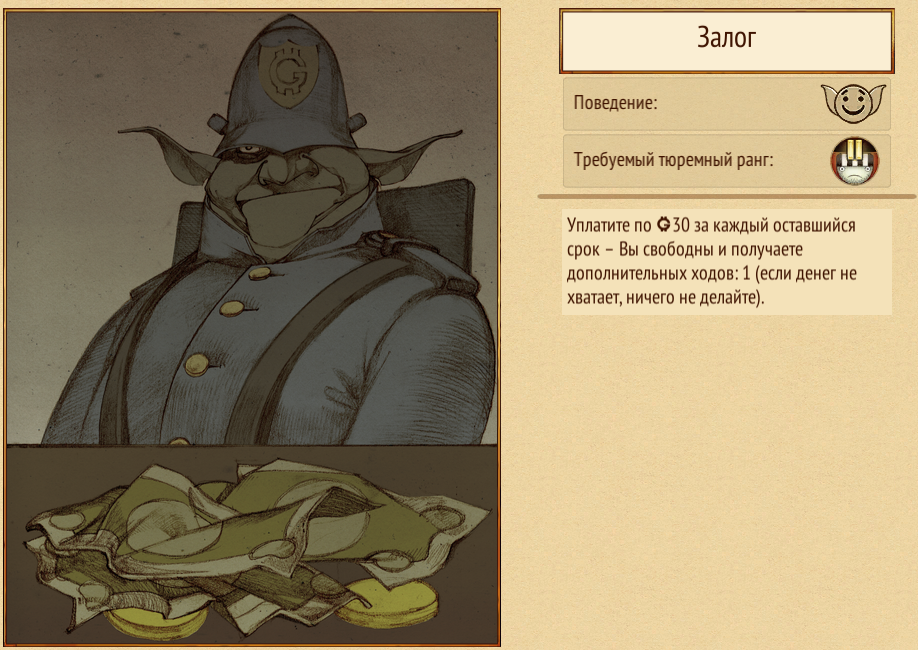 Залог
Поведение:
Требуемый тюремный ранг:
Уплатите по G30 за каждый оставшийся
срок – Вы свободны и получаете
дополнительных ходов: 1 (если денег не
хватает, ничего не делайте).
G